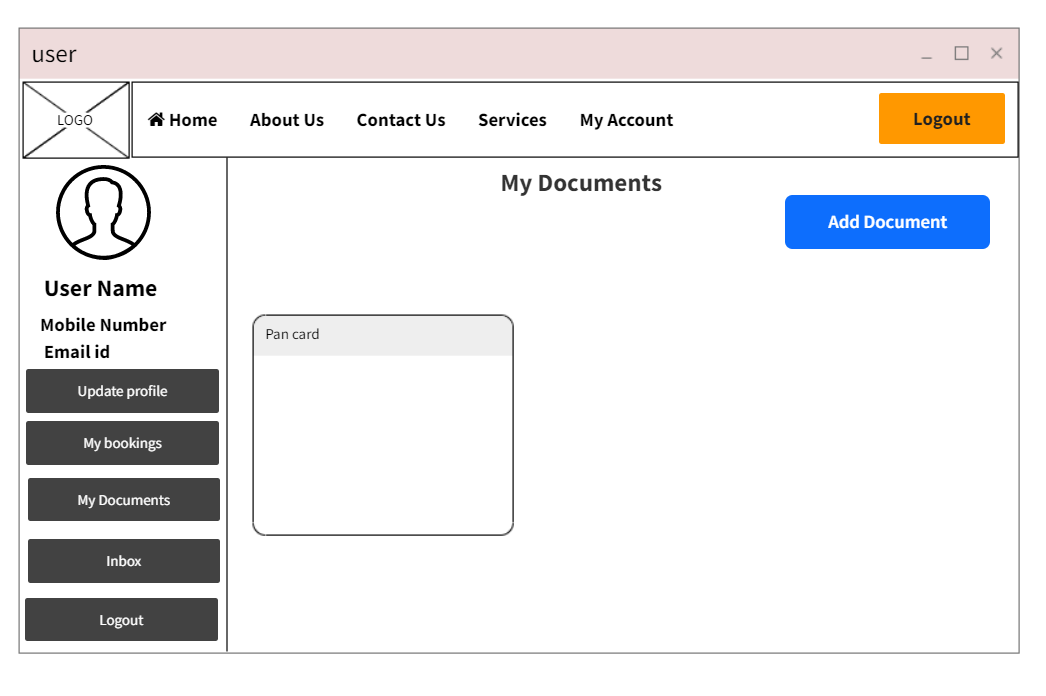 user
LOGO
Home About Us Contact Us Services My Account Logout
My Documents
Add Document
User Name
Mobile Number
Email id
Update profile
My bookings
My Documents
Inbox
Logout
Pan card